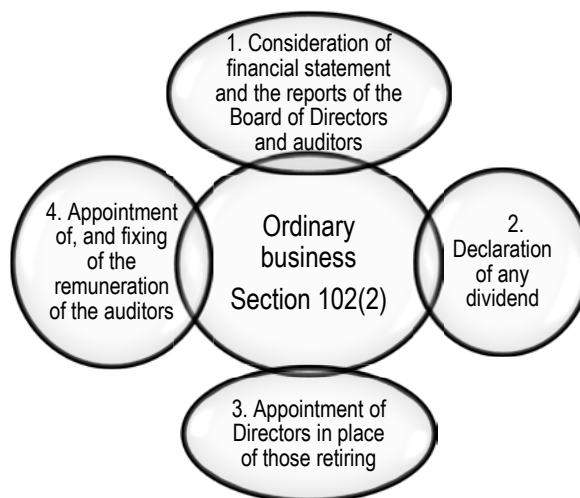 1. Consideration of
financial statement
and the reports of the
Board of Directors
and auditors
4. Appointment
of, and fixing
of the
remuneration
of the auditors
Ordinary
business
Section 102(2)
2.
Declaration
of any
dividend
3. Appointment of
Directors in place
of those retiring